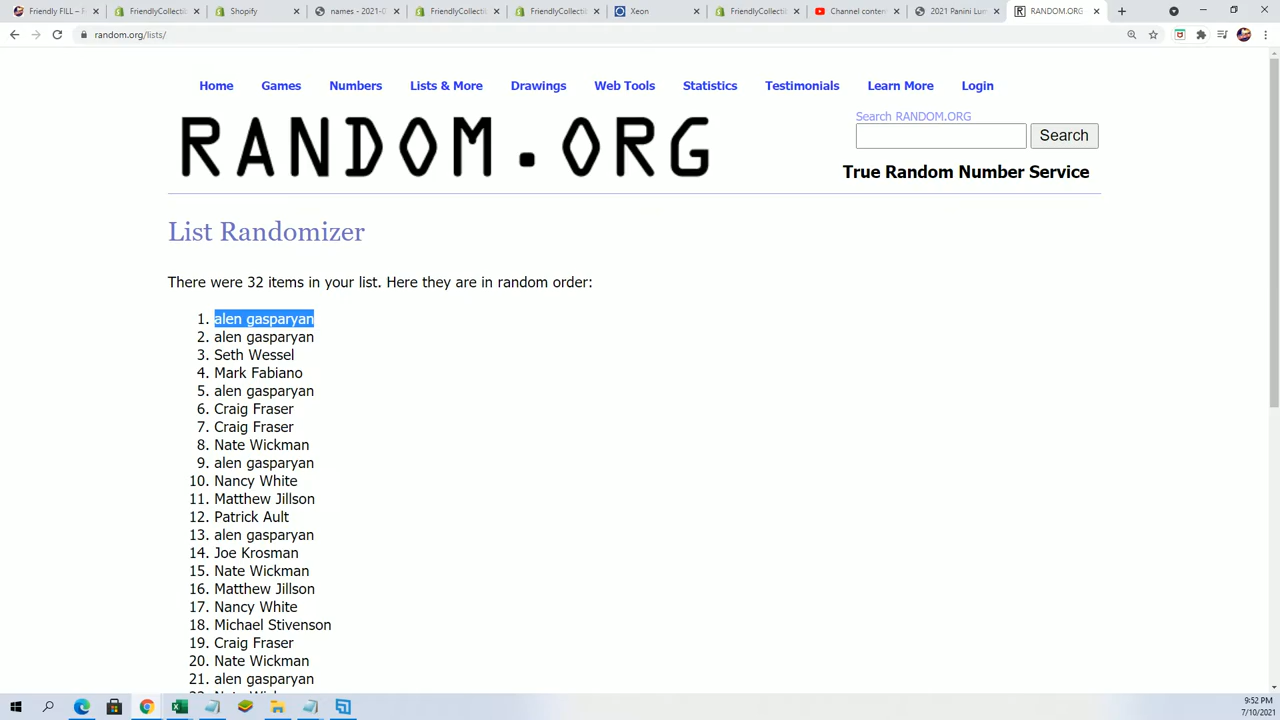 Friendly FILL – F
FriendlyCollecti
Shopify
names - 2021-0
FriendlyCollecti
FriendlyCollecti
Xeon
FriendlyCollecti
Channel conten
2021 Panini Lum
RANDOM.ORG
random.org/lists/
Home Games Numbers Lists & More Drawings Web Tools Statistics Testimonials Learn More Login
RANDOM.ORG
Search RANDOM.ORG
Search
True Random Number Service
List Randomizer
There were 32 items in your list. Here they are in random order:
1. alen gasparyan
2. alen gasparyan
3. Seth Wessel
4. Mark Fabiano
5. alen gasparyan
6. Craig Fraser
7. Craig Fraser
8. Nate Wickman
9. alen gasparyan
10. Nancy White
11. Matthew Jillson
12. Patrick Ault
13. alen gasparyan
14. Joe Krosman
15. Nate Wickman
16. Matthew Jillson
17. Nancy White
18. Michael Stivenson
19. Craig Fraser
20. Nate Wickman
21. alen gasparyan
9:52 PM
7/10/2021